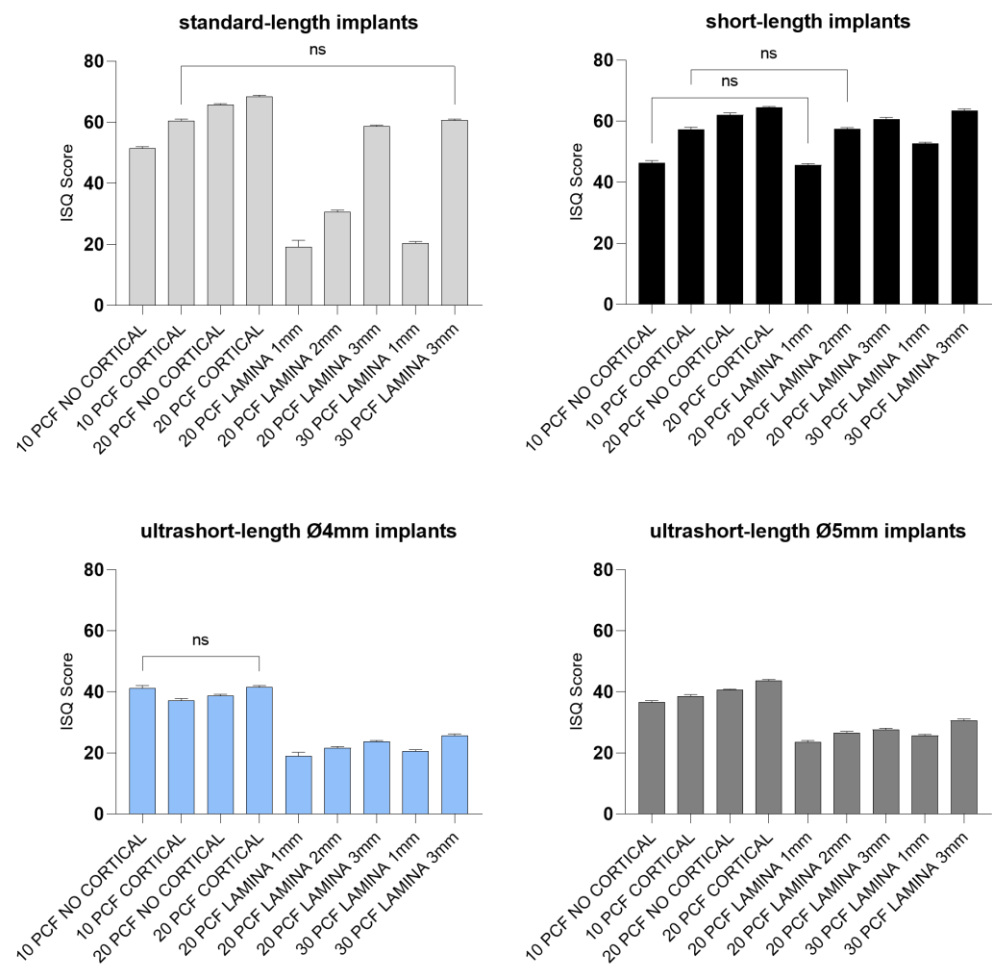 standard-length implants
ns
80
60
40
20
0
ISQ Score
10 PCF NO CORTICAL
10 PCF CORTICAL
20 PCF NO CORTICAL
20 PCF CORTICAL
20 PCF LAMINA 1mm
20 PCF LAMINA 2mm
20 PCF LAMINA 3mm
30 PCF LAMINA 1mm
30 PCF LAMINA 3mm
short-length implants
ns
ns
80
60
40
20
0
ISQ Score
10 PCF NO CORTICAL
10 PCF CORTICAL
20 PCF NO CORTICAL
20 PCF CORTICAL
20 PCF LAMINA 1mm
20 PCF LAMINA 2mm
20 PCF LAMINA 3mm
30 PCF LAMINA 1mm
30 PCF LAMINA 3mm
ultrashort-length Ø4mm implants
80
60
40
20
0
ns
ISQ Score
10 PCF NO CORTICAL
10 PCF CORTICAL
20 PCF NO CORTICAL
20 PCF CORTICAL
20 PCF LAMINA 1mm
20 PCF LAMINA 2mm
20 PCF LAMINA 3mm
30 PCF LAMINA 1mm
30 PCF LAMINA 3mm
ultrashort-length Ø5mm implants
80
60
40
20
0
ISQ Score
10 PCF NO CORTICAL
10 PCF CORTICAL
20 PCF NO CORTICAL
20 PCF CORTICAL
20 PCF LAMINA 1mm
20 PCF LAMINA 2mm
20 PCF LAMINA 3mm
30 PCF LAMINA 1mm
30 PCF LAMINA 3mm